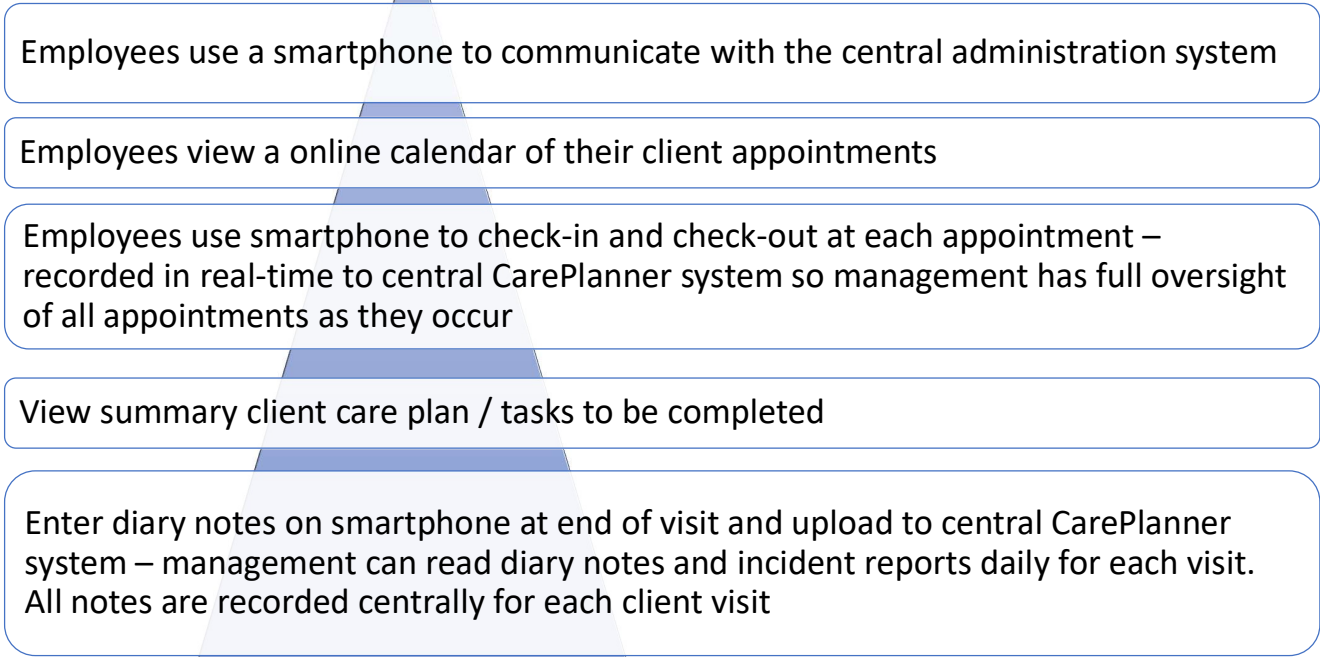 Employees use a smartphone to communicate with the central administration system
Employees view a online calendar of their client appointments
Employees use smartphone to check-in and check-out at each appointment –
recorded in real-time to central CarePlanner system so management has full oversight
of all appointments as they occur
View summary client care plan / tasks to be completed
Enter diary notes on smartphone at end of visit and upload to central CarePlanner
system – management can read diary notes and incident reports daily for each visit.
All notes are recorded centrally for each client visit